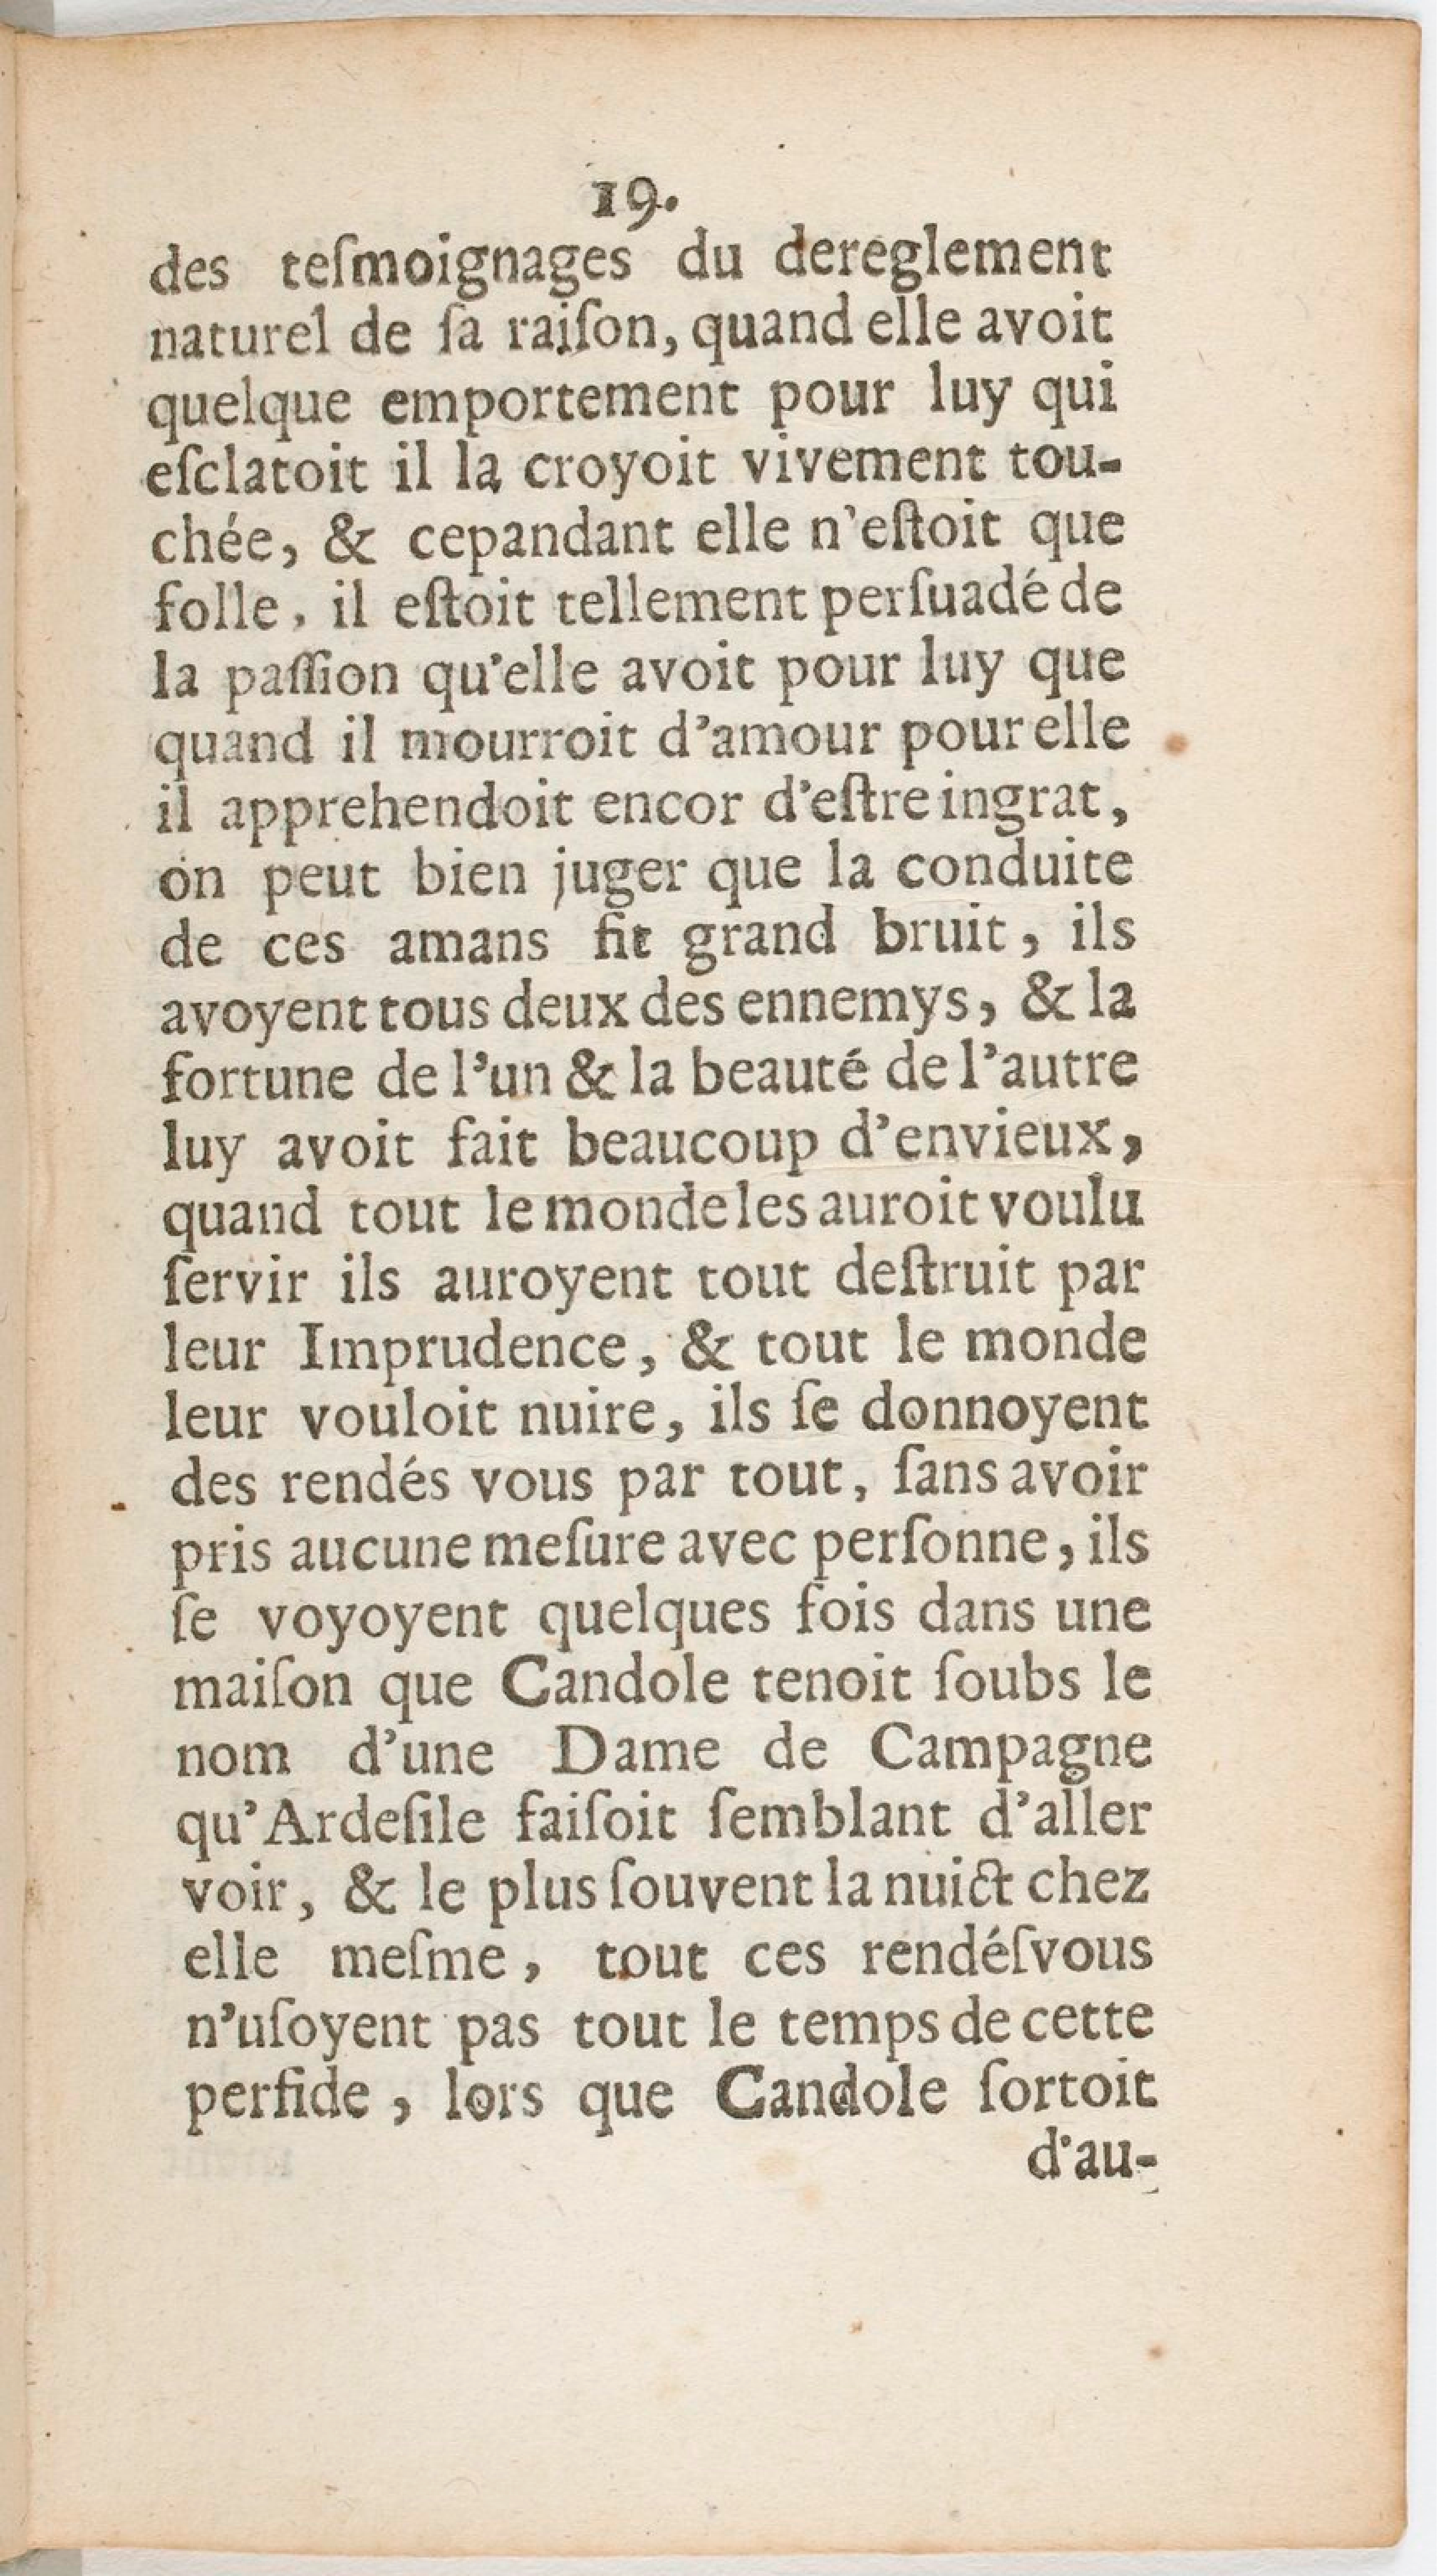 19.
des teſmoignages du dereglement
naturel de ſa raiſon, quand elle avoit
quelque emportement pour luy qui
eſclatoit il la croyoit vivement tou-
chée, & cepandant elle n'eſtoit que
folle, il eſtoit tellement perſuadé de
la paſſion qu'elle avoit pour luy que
quand il mourroit d'amour pour elle
il apprehendoit encor d'eſtre ingrat,
on peut bien juger que la conduite
de ces amans fit grand bruit, ils
avoyent tous deux des ennemys, & la
fortune de l'un & la beauté de l'autre
luy avoit fait beaucoup d'envieux,
quand tout le monde les auroit voulu
ſervir ils auroyent tout deſtruit par
leur Imprudence, & tout le monde
leur vouloit nuire, ils ſe donnoyent
des rendés vous par tout, ſans avoir
pris aucune meſure avec perſonne, ils
ſe voyoyent quelques fois dans une
maiſon que Candole tenoit ſoubs le
nom d'une Dame de Campagne
qu'Ardeſile faiſoit ſemblant d'aller
voir, & le plus ſouvent la nuict chez
elle meſme, tout ces rendéſvous
n'uſoyent pas tout le temps de cette
perfide, lors que Candole ſortoit
d'au-